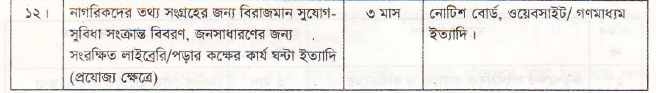 ১২। নাগরিকদের তথ্য সংগ্রহের জন্য বিরাজমান সুযোগ- ৩ মাস নোটিশ বোর্ড, ওয়েবসাইট/ গণমাধ্যম
সুবিধা সংক্রান্ত বিবরণ, জনসাধারণের জন্য ইত্যাদি ।
সংরক্ষিত লাইব্রেরি/পড়ার কক্ষের কার্য ঘন্টা ইত্যাদি
(প্রযোজ্য ক্ষেত্রে)